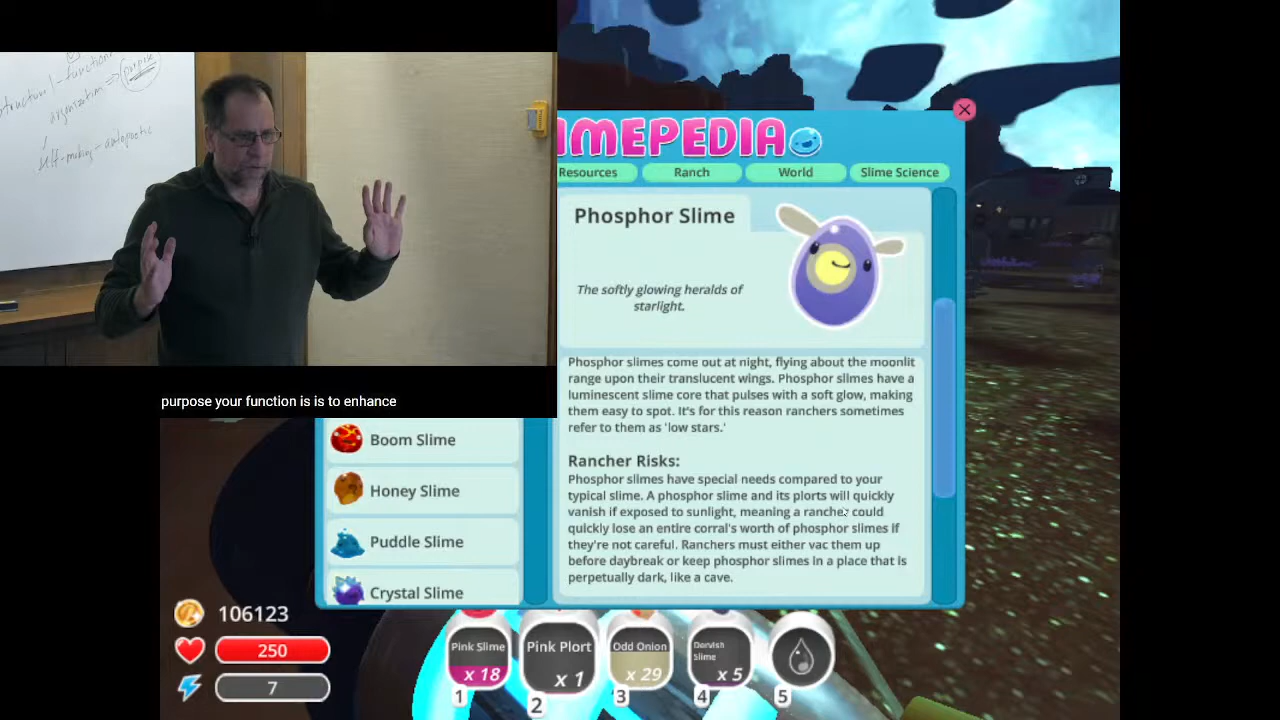 structural-functional
organization ⇒ purpose
self-making - autopoetic
purpose your function is is to enhance
IMEPEDIA
Resources
Ranch
World
Slime Science
Phosphor Slime
The softly glowing heralds of
starlight.
Phosphor slimes come out at night, flying about the moonlit
range upon their translucent wings. Phosphor slimes have a
luminescent slime core that pulses with a soft glow, making
them easy to spot. It's for this reason ranchers sometimes
refer to them as 'low stars.'
Rancher Risks:
Phosphor slimes have special needs compared to your
typical slime. A phosphor slime and its plorts will quickly
vanish if exposed to sunlight, meaning a rancher could
quickly lose an entire corral's worth of phosphor slimes if
they're not careful. Ranchers must either vac them up
before daybreak or keep phosphor slimes in a place that is
perpetually dark, like a cave.
Boom Slime
Honey Slime
Puddle Slime
Crystal Slime
106123
250
7
Pink Slime
x 18
1
Pink Plort
x 1
2
Odd Onion
x 29
3
Dervish
Slime
x 5
4
5